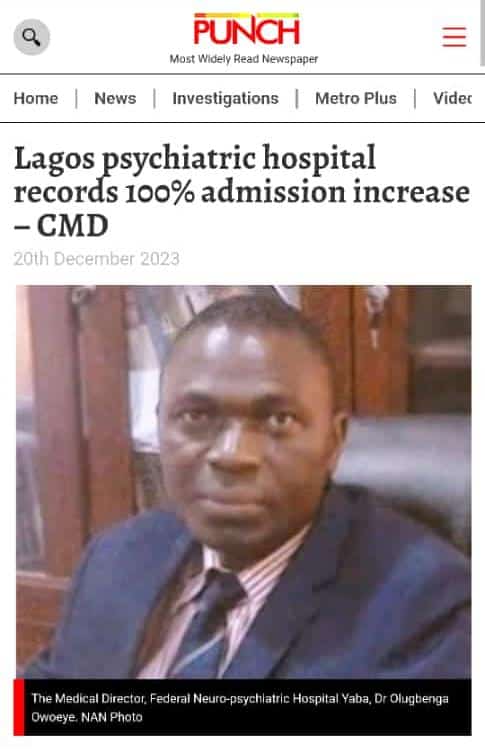 PUNCH
Most Widely Read Newspaper
Home | News | Investigations | Metro Plus |
Lagos psychiatric hospital
records 100% admission increase
– CMD
20th December 2023
The Medical Director, Federal Neuro-psychiatric Hospital Yaba, Dr Olugbenga
Owoeye. NAN Photo